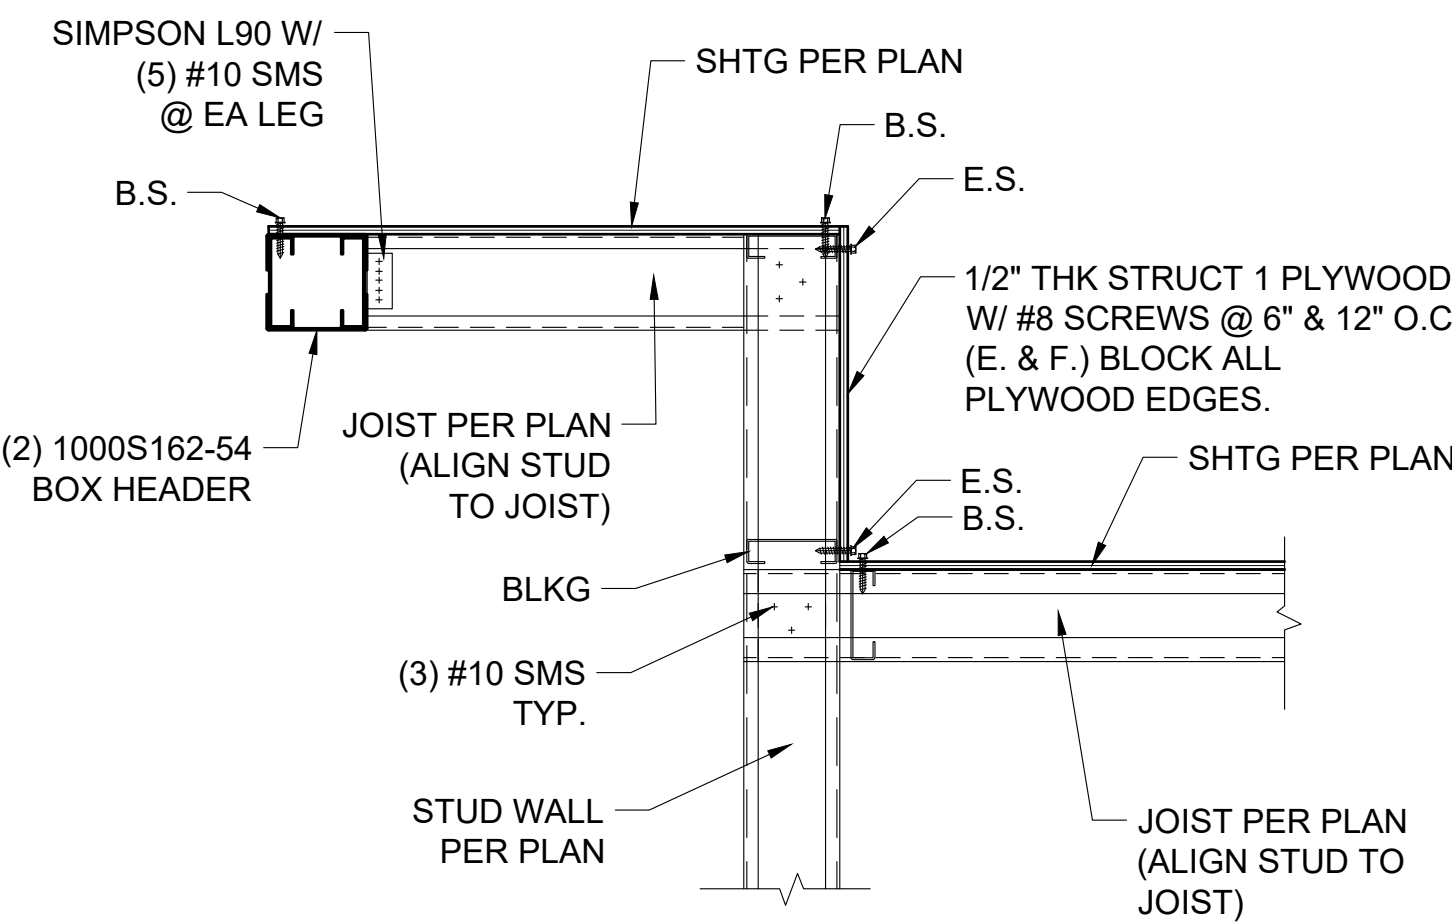 SIMPSON L90 W/
(5) #10 SMS
@ EA LEG
SHTG PER PLAN
B.S.
B.S.
E.S.
1/2" THK STRUCT 1 PLYWOOD
W/ #8 SCREWS @ 6" & 12" O.C
(E. & F.) BLOCK ALL
PLYWOOD EDGES.
(2) 1000S162-54
BOX HEADER
JOIST PER PLAN
(ALIGN STUD
TO JOIST)
SHTG PER PLAN
E.S.
B.S.
BLKG
(3) #10 SMS
TYP.
STUD WALL
PER PLAN
JOIST PER PLAN
(ALIGN STUD TO
JOIST)